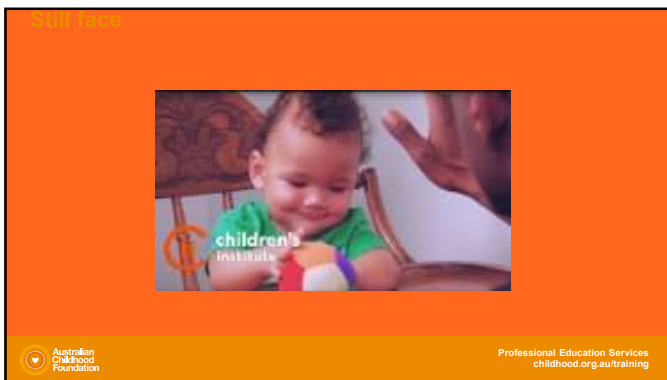 Still face
children's
institute
Australian
Childhood
Foundation
Professional Education Services
childhood.org.au/training